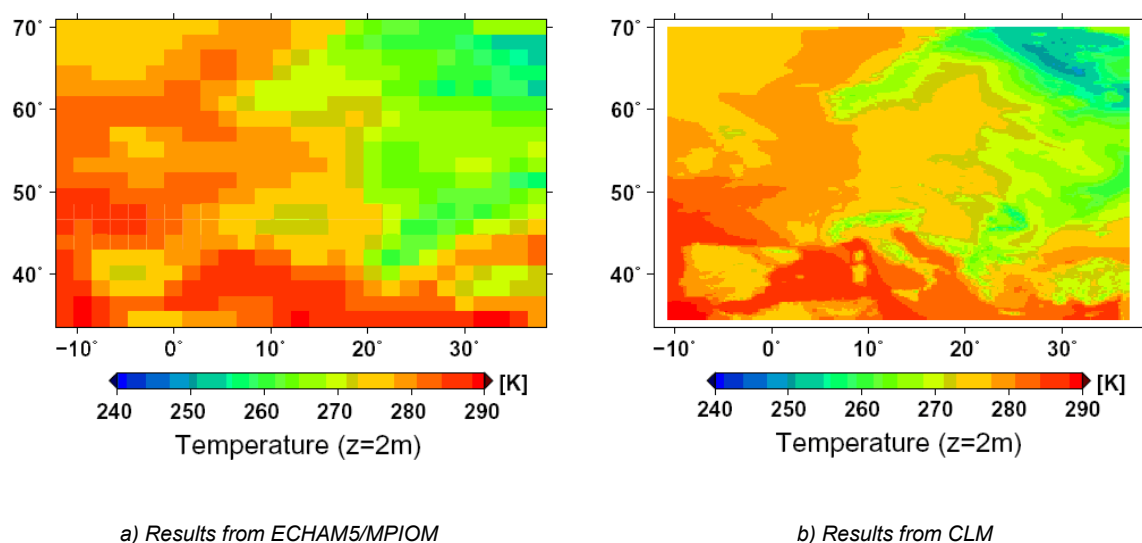 70˚
60˚
50˚
40˚
−10˚ 0˚ 10˚ 20˚ 30˚
[K]
240 250 260 270 280 290
Temperature (z=2m)
a) Results from ECHAM5/MPIOM
70˚
60˚
50˚
40˚
−10˚ 0˚ 10˚ 20˚ 30˚
[K]
240 250 260 270 280 290
Temperature (z=2m)
b) Results from CLM